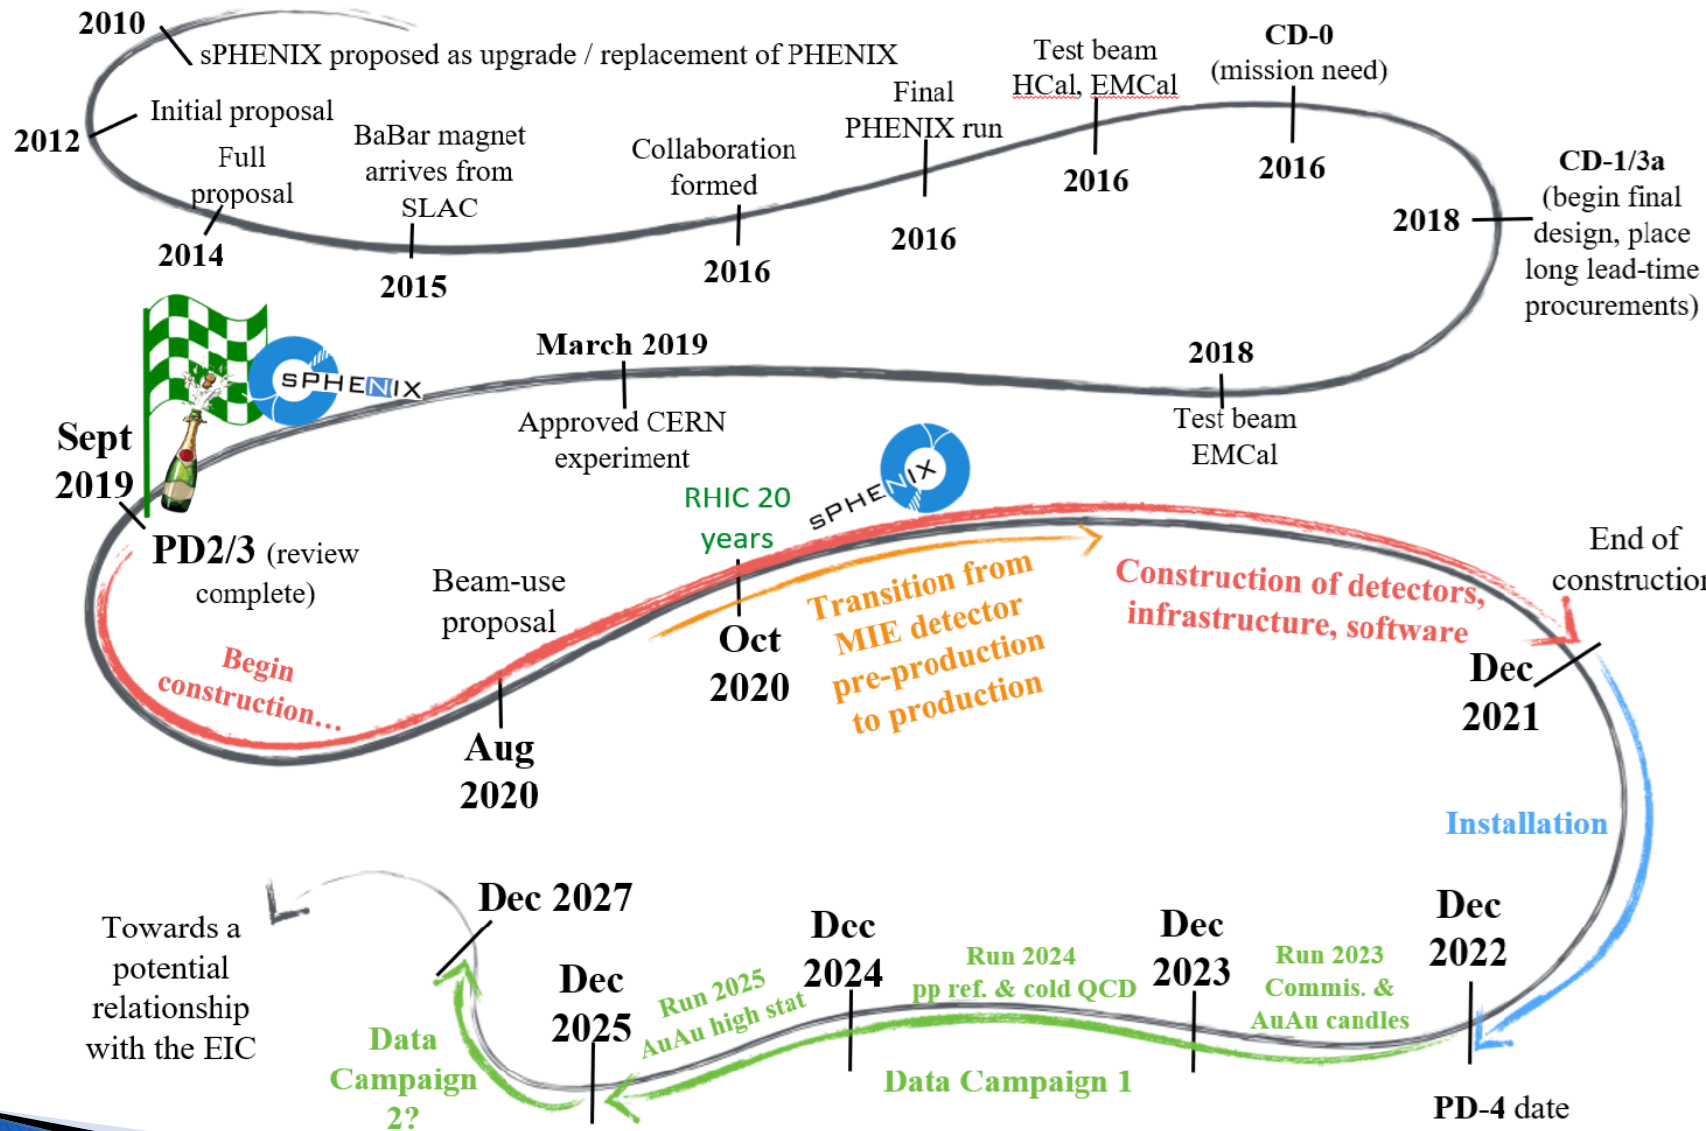 2010
sPHENIX proposed as upgrade / replacement of PHENIX
2012
Initial proposal
Full
proposal
2014
BaBar magnet
arrives from
SLAC
2015
Collaboration
formed
2016
Final
PHENIX run
2016
Test beam
HCal, EMCal
2016
CD-0
(mission need)
2016
2018
CD-1/3a
(begin final
design, place
long lead-time
procurements)
2018
Test beam
EMCal
March 2019
Approved CERN
experiment
sPHENIX
Sept
2019
PD2/3 (review
complete)
Begin
construction…
Beam-use
proposal
Aug
2020
RHIC 20
years
Oct
2020
sPHENIX
Transition from
MIE detector
pre-production
to production
Construction of detectors,
infrastructure, software
End of
construction
Dec
2021
Installation
Dec
2022
PD-4 date
Run 2023
Commis. &
AuAu candles
Dec
2023
Run 2024
pp ref. & cold QCD
Data Campaign 1
Dec
2024
Run 2025
AuAu high stat
Dec
2025
Data
Campaign
2?
Dec 2027
Towards a
potential
relationship
with the EIC